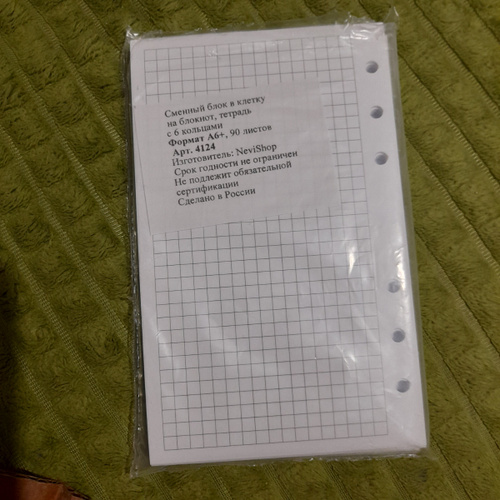 Сменный блок в клетку
на блокнот, тетрадь
с 6 кольцами
Формат А6+, 90 листов
Арт. 4124
Изготовитель: NeviShop
Срок годности не ограничен
Не подлежит обязательной
сертификации
Сделано в России